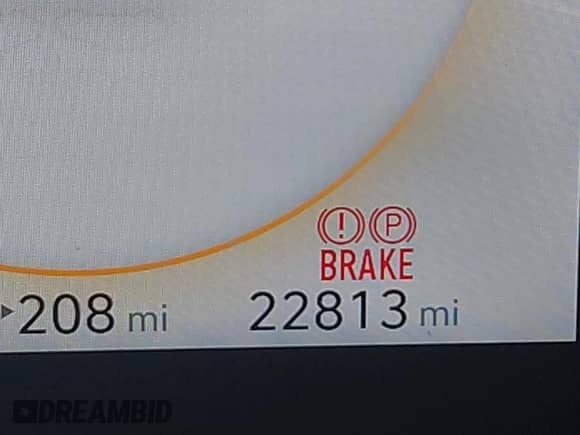 ! P
BRAKE
208 mi 22813 mi
DREAMBID